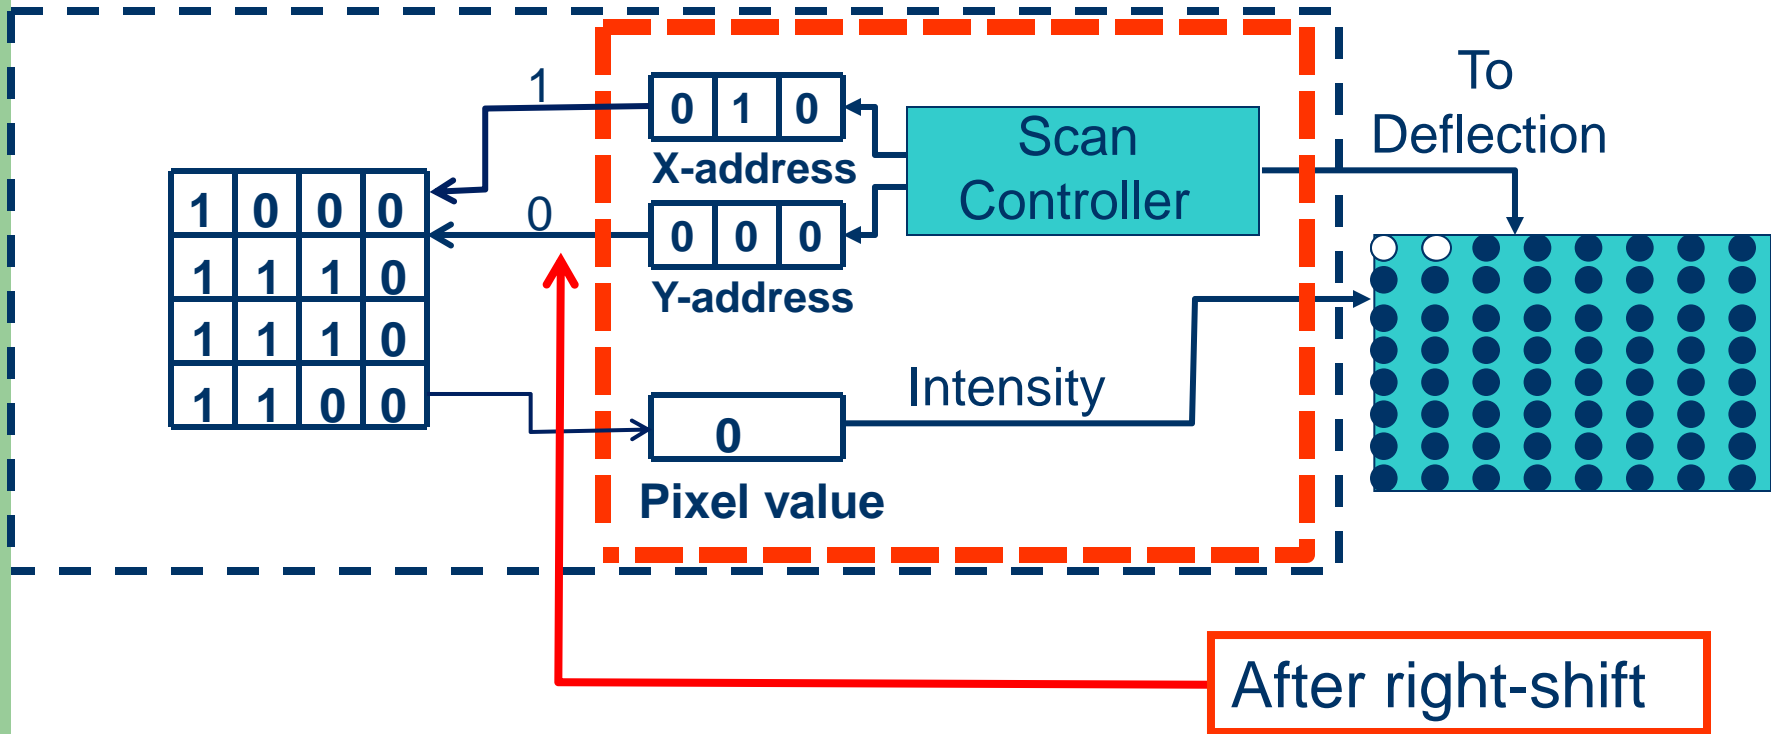 To
Deflection
1
0 1 0
X-address
Scan
Controller
0
0 0 0
Y-address
1 0 0 0
1 1 1 0
1 1 1 0
1 1 0 0
Intensity
0
Pixel value
After right-shift